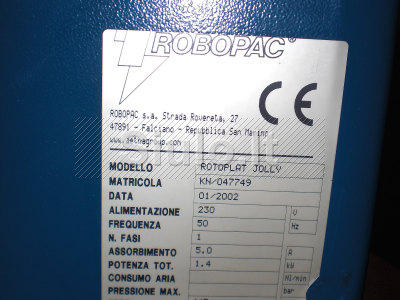 ROBOPAC®
CE
ROBOPAC s.a. Strada Rovereta, 27
47891 - Falciano - Repubblica San Marino
www.aetnagroup.com
siulo.lt
MODELLO ROTOPLAT JOLLY
MATRICOLA KN/047749
DATA 01/2002
ALIMENTAZIONE 230 V
FREQUENZA 50 Hz
N. FASI 1
ASSORBIMENTO 5.0 A
POTENZA TOT. 1.4 kW
CONSUMO ARIA Nl/min
PRESSIONE MAX. bar